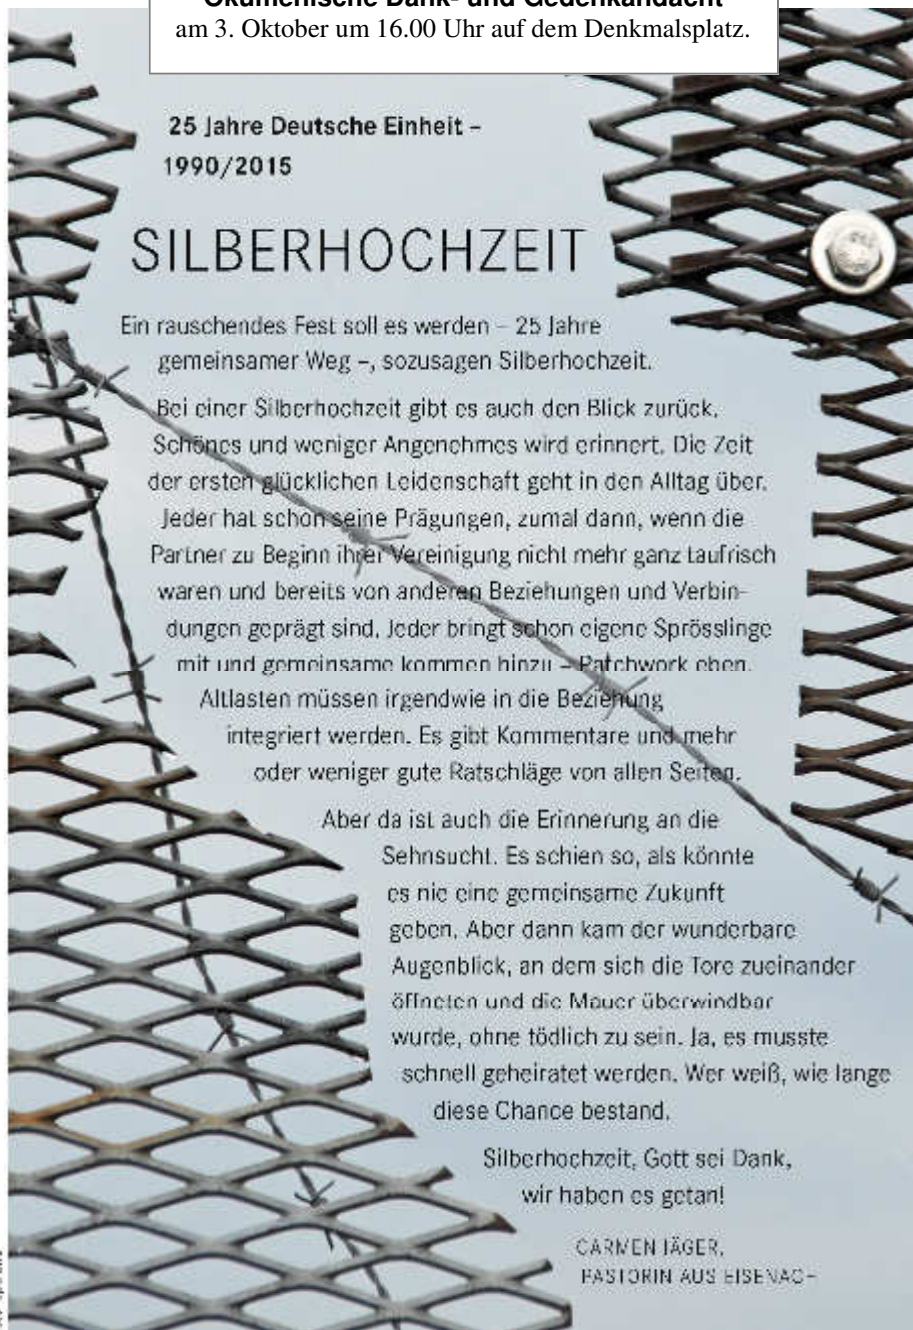 Ökumenische Dank- und Gedenkandacht
am 3. Oktober um 16.00 Uhr auf dem Denkmalsplatz.
25 Jahre Deutsche Einheit –
1990/2015
SILBERHOCHZEIT
Ein rauschendes Fest soll es werden – 25 Jahre
gemeinsamer Weg –, sozusagen Silberhochzeit.
Bei einer Silberhochzeit gibt es auch den Blick zurück.
Schönes und weniger Angenehmes wird erinnert. Die Zeit
der ersten glücklichen Leidenschaft geht in den Alltag über.
Jeder hat schon seine Prägungen, zumal dann, wenn die
Partner zu Beginn ihrer Vereinigung nicht mehr ganz taufrisch
waren und bereits von anderen Beziehungen und Verbin-
dungen geprägt sind. Jeder bringt schon eigene Sprösslinge
mit und gemeinsame kommen hinzu – Patchwork eben.
Altlasten müssen irgendwie in die Beziehung
integriert werden. Es gibt Kommentare und mehr
oder weniger gute Ratschläge von allen Seiten.
Aber da ist auch die Erinnerung an die
Sehnsucht. Es schien so, als könnte
es nie eine gemeinsame Zukunft
geben. Aber dann kam der wunderbare
Augenblick, an dem sich die Tore zueinander
öffneten und die Mauer überwindbar
wurde, ohne tödlich zu sein. Ja, es musste
schnell geheiratet werden. Wer weiß, wie lange
diese Chance bestand.
Silberhochzeit, Gott sei Dank,
wir haben es getan!
CARMEN JÄGER,
PASTORIN AUS EISENACH